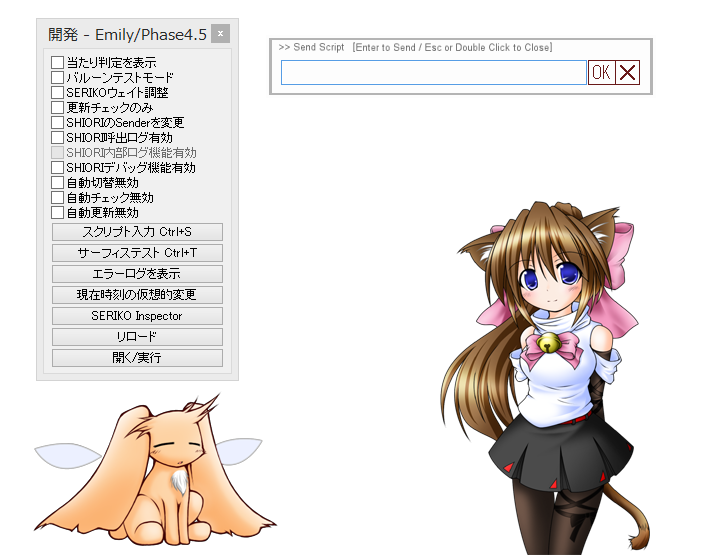 開発 - Emily/Phase4.5
x
当たり判定を表示
バルーンテストモード
SERIKOウェイト調整
更新チェックのみ
SHIORIのSenderを変更
SHIORI呼出ログ有効
SHIORI内部ログ機能有効
SHIORIデバッグ機能有効
自動切替無効
自動チェック無効
自動更新無効
スクリプト入力 Ctrl+S
サーフィステスト Ctrl+T
エラーログを表示
現在時刻の仮想的変更
SERIKO Inspector
リロード
開く/実行
>> Send Script [Enter to Send / Esc or Double Click to Close]
OK